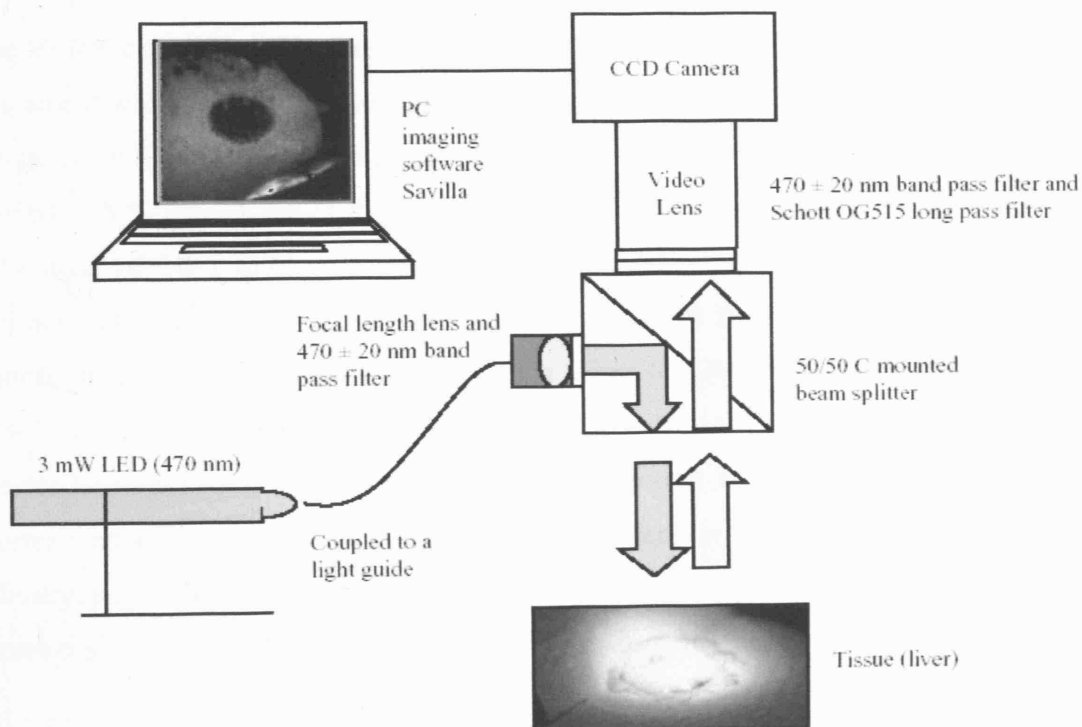 CCD Camera
PC
imaging
software
Savilla
Video
Lens
470 ± 20 nm band pass filter and
Schott OG515 long pass filter
Focal length lens and
470 ± 20 nm band
pass filter
50/50 C mounted
beam splitter
3 mW LED (470 nm)
Coupled to a
light guide
Tissue (liver)